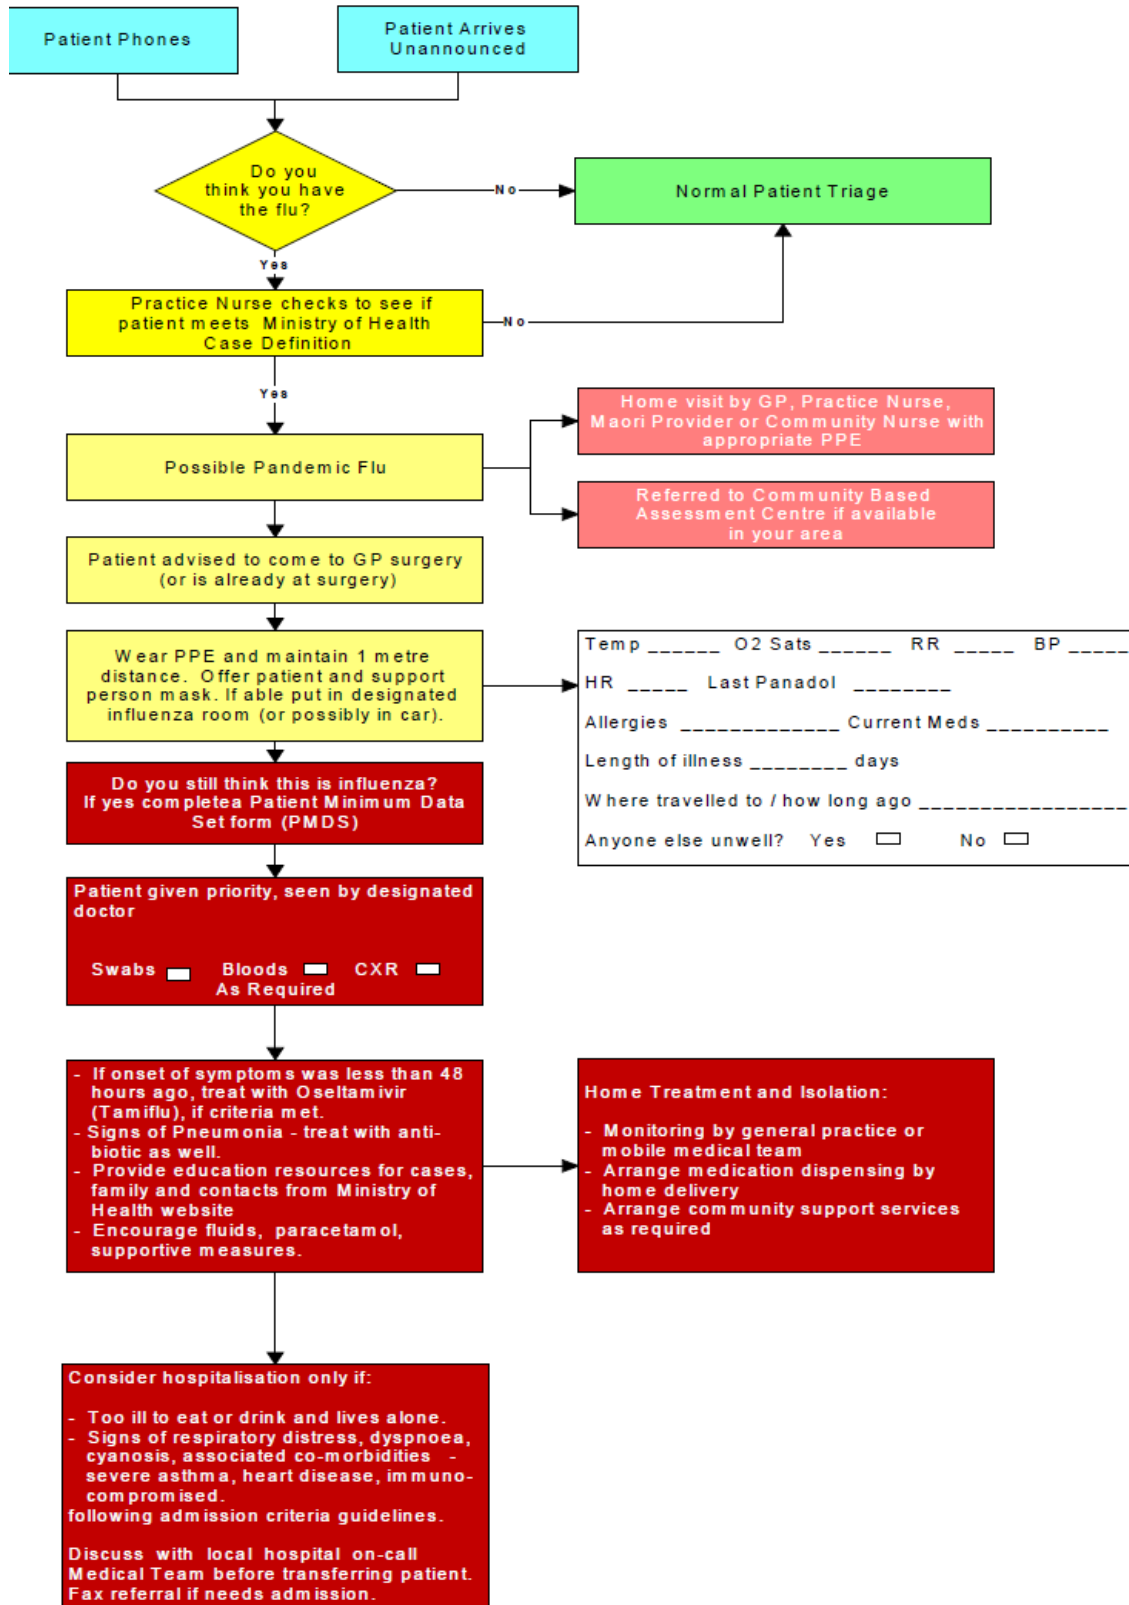 Patient Phones
Patient Arrives
Unannounced
Do you
think you have
the flu?
No
Normal Patient Triage
Yes
Practice Nurse checks to see if
patient meets Ministry of Health
Case Definition
No
Yes
Home visit by GP, Practice Nurse,
Maori Provider or Community Nurse with
appropriate PPE
Possible Pandemic Flu
Referred to Community Based
Assessment Centre if available
in your area
Patient advised to come to GP surgery
(or is already at surgery)
Wear PPE and maintain 1 metre
distance. Offer patient and support
person mask. If able put in designated
influenza room (or possibly in car).
Temp ______ O2 Sats ______ RR _____ BP _____
HR _____ Last Panadol ________
Allergies _____________ Current Meds __________
Length of illness ________ days
Where travelled to / how long ago _________________
Anyone else unwell? Yes No
Do you still think this is influenza?
If yes completea Patient Minimum Data
Set form (PMDS)
Patient given priority, seen by designated
doctor
Swabs Bloods CXR
As Required
- If onset of symptoms was less than 48
hours ago, treat with Oseltamivir
(Tamiflu), if criteria met.
- Signs of Pneumonia - treat with anti-
biotic as well.
- Provide education resources for cases,
family and contacts from Ministry of
Health website
- Encourage fluids, paracetamol,
supportive measures.
Home Treatment and Isolation:
- Monitoring by general practice or
mobile medical team
- Arrange medication dispensing by
home delivery
- Arrange community support services
as required
Consider hospitalisation only if:
- Too ill to eat or drink and lives alone.
- Signs of respiratory distress, dyspnoea,
cyanosis, associated co-morbidities -
severe asthma, heart disease, immuno-
compromised.
following admission criteria guidelines.
Discuss with local hospital on-call
Medical Team before transferring patient.
Fax referral if needs admission.